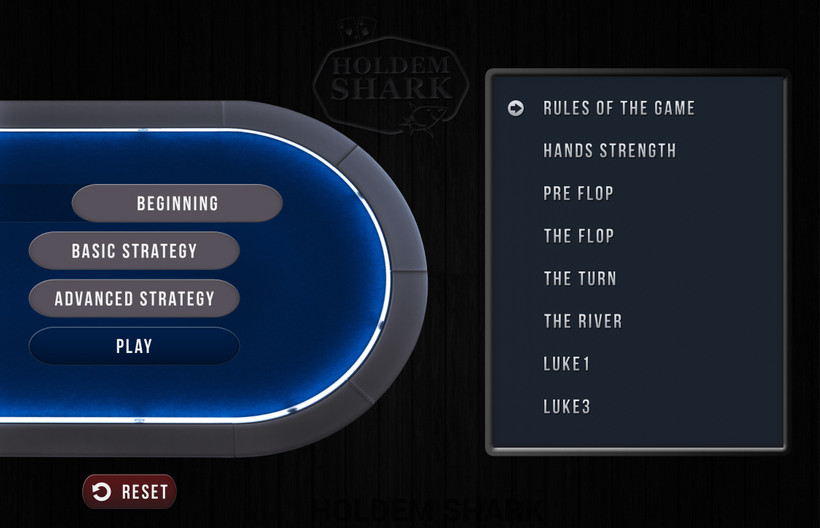 HOLDEM
SHARK
BEGINNING
BASIC STRATEGY
ADVANCED STRATEGY
PLAY
RESET
RULES OF THE GAME
HANDS STRENGTH
PRE FLOP
THE FLOP
THE TURN
THE RIVER
LUKE1
LUKE3
HOLDEM SHARK